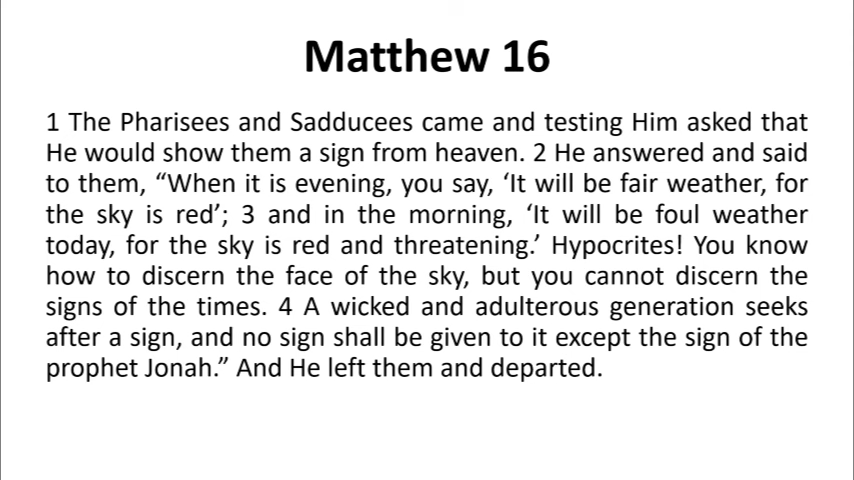 Matthew 16
1 The Pharisees and Sadducees came and testing Him asked that
He would show them a sign from heaven. 2 He answered and said
to them, “When it is evening, you say, ‘It will be fair weather, for
the sky is red’; 3 and in the morning, ‘It will be foul weather
today, for the sky is red and threatening.’ Hypocrites! You know
how to discern the face of the sky, but you cannot discern the
signs of the times. 4 A wicked and adulterous generation seeks
after a sign, and no sign shall be given to it except the sign of the
prophet Jonah.” And He left them and departed.